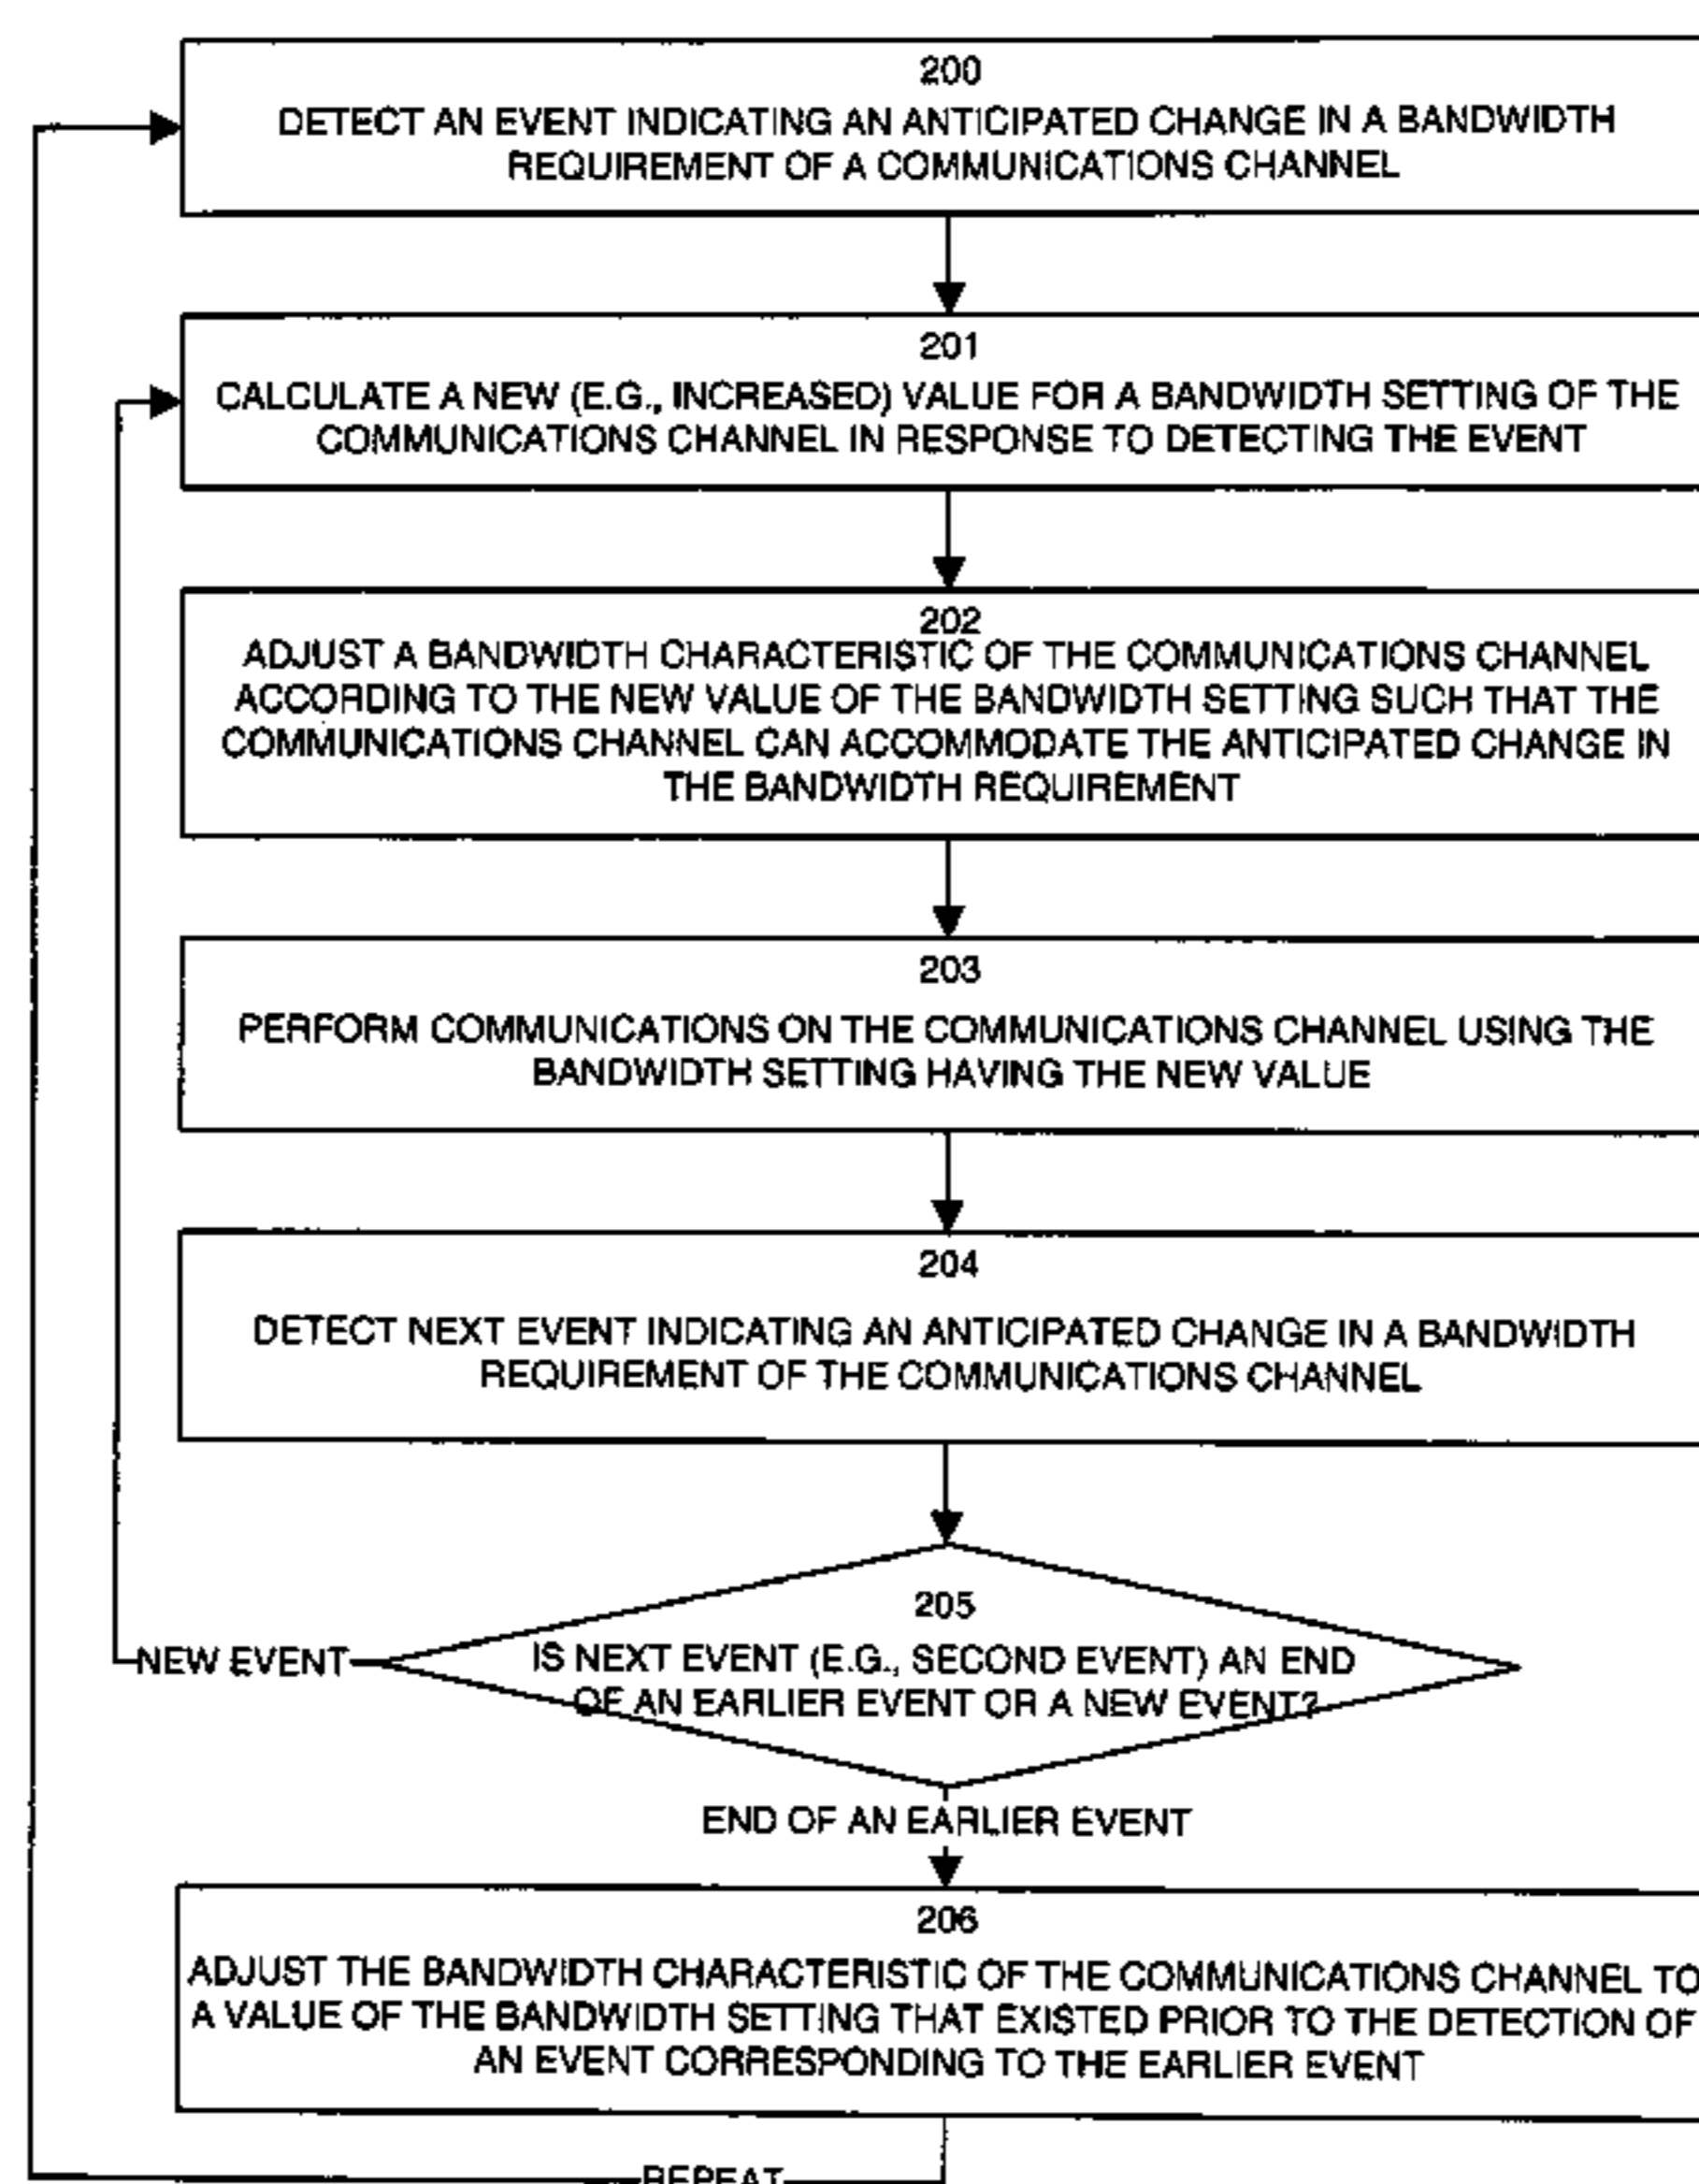 200
DETECT AN EVENT INDICATING AN ANTICIPATED CHANGE IN A BANDWIDTH
REQUIREMENT OF A COMMUNICATIONS CHANNEL
201
CALCULATE A NEW (E.G., INCREASED) VALUE FOR A BANDWIDTH SETTING OF THE
COMMUNICATIONS CHANNEL IN RESPONSE TO DETECTING THE EVENT
202
ADJUST A BANDWIDTH CHARACTERISTIC OF THE COMMUNICATIONS CHANNEL
ACCORDING TO THE NEW VALUE OF THE BANDWIDTH SETTING SUCH THAT THE
COMMUNICATIONS CHANNEL CAN ACCOMMODATE THE ANTICIPATED CHANGE IN
THE BANDWIDTH REQUIREMENT
203
PERFORM COMMUNICATIONS ON THE COMMUNICATIONS CHANNEL USING THE
BANDWIDTH SETTING HAVING THE NEW VALUE
204
DETECT NEXT EVENT INDICATING AN ANTICIPATED CHANGE IN A BANDWIDTH
REQUIREMENT OF THE COMMUNICATIONS CHANNEL
205
IS NEXT EVENT (E.G., SECOND EVENT) AN END
OF AN EARLIER EVENT OR A NEW EVENT?
NEW EVENT
END OF AN EARLIER EVENT
206
ADJUST THE BANDWIDTH CHARACTERISTIC OF THE COMMUNICATIONS CHANNEL TO
A VALUE OF THE BANDWIDTH SETTING THAT EXISTED PRIOR TO THE DETECTION OF
AN EVENT CORRESPONDING TO THE EARLIER EVENT
REPEAT